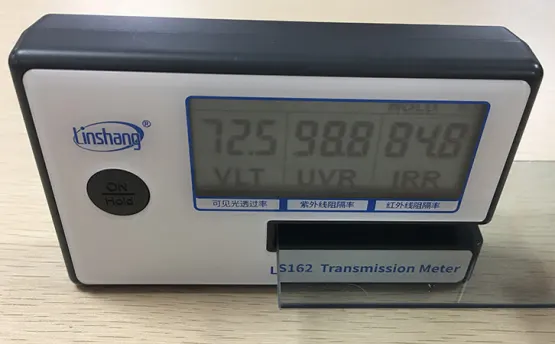 HOLD
Linshang®
72.5 98.8 84.8
VLT UVR IRR
ON
Hold
可见光透过率 紫外线阻隔率 红外线阻隔率
LS162 Transmission Meter